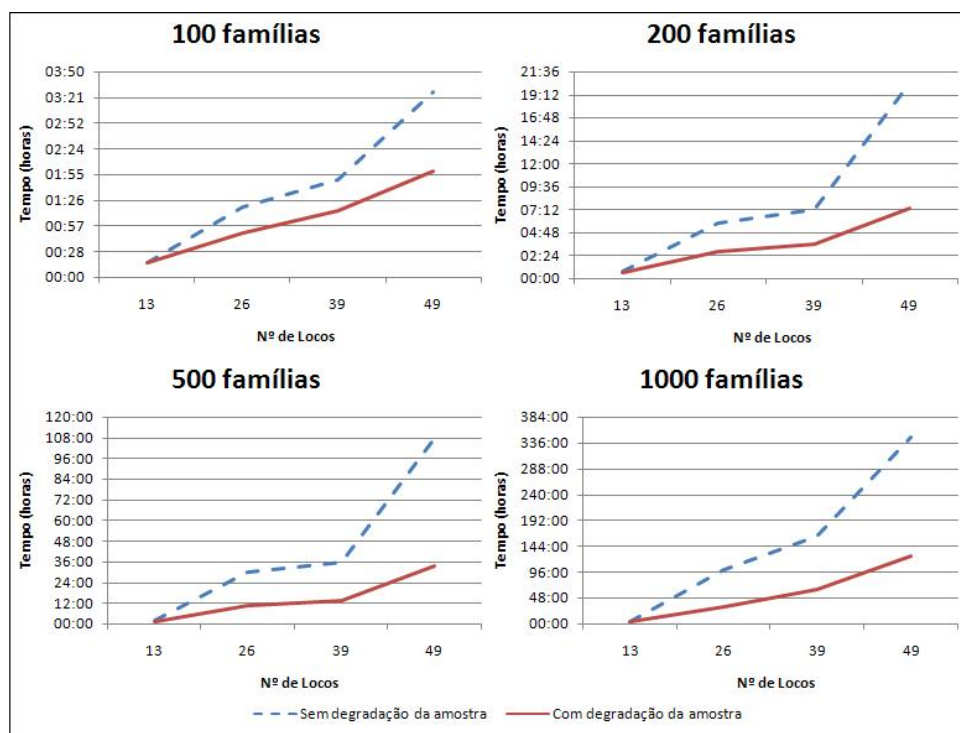 100 famílias
Tempo (horas)
03:50
03:21
02:52
02:24
01:55
01:26
00:57
00:28
00:00
13 26 39 49
Nº de Locos
200 famílias
Tempo (horas)
21:36
19:12
16:48
14:24
12:00
09:36
07:12
04:48
02:24
00:00
13 26 39 49
Nº de Locos
500 famílias
Tempo (horas)
120:00
108:00
96:00
84:00
72:00
60:00
48:00
36:00
24:00
12:00
00:00
13 26 39 49
Nº de Locos
1000 famílias
Tempo (horas)
384:00
336:00
288:00
240:00
192:00
144:00
96:00
48:00
00:00
13 26 39 49
Nº de Locos
Sem degradação da amostra
Com degradação da amostra